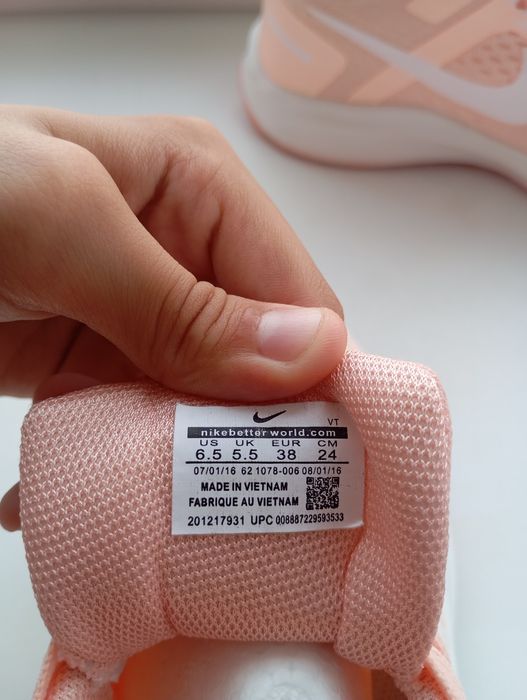 VT
nikebetterworld.com
US UK EUR CM
6.5 5.5 38 24
07/01/16 621078-006 08/01/16
MADE IN VIETNAM
FABRIQUE AU VIETNAM
201217931 UPC 008887229593533